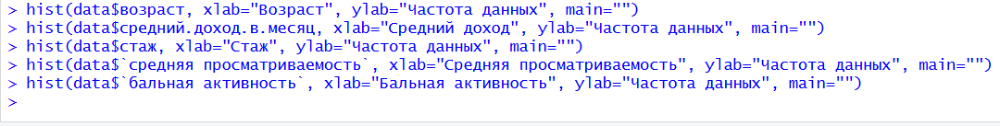 > hist(data$возраст, xlab="Возраст", ylab="Частота данных", main="")
> hist(data$средний.доход.в.месяц, xlab="Средний доход", ylab="Частота данных", main="")
> hist(data$стаж, xlab="Стаж", ylab="Частота данных", main="")
> hist(data$`средняя просматриваемость`, xlab="Средняя просматриваемость", ylab="Частота данных", main="")
> hist(data$`бальная активность`, xlab="Бальная активность", ylab="Частота данных", main="")
>